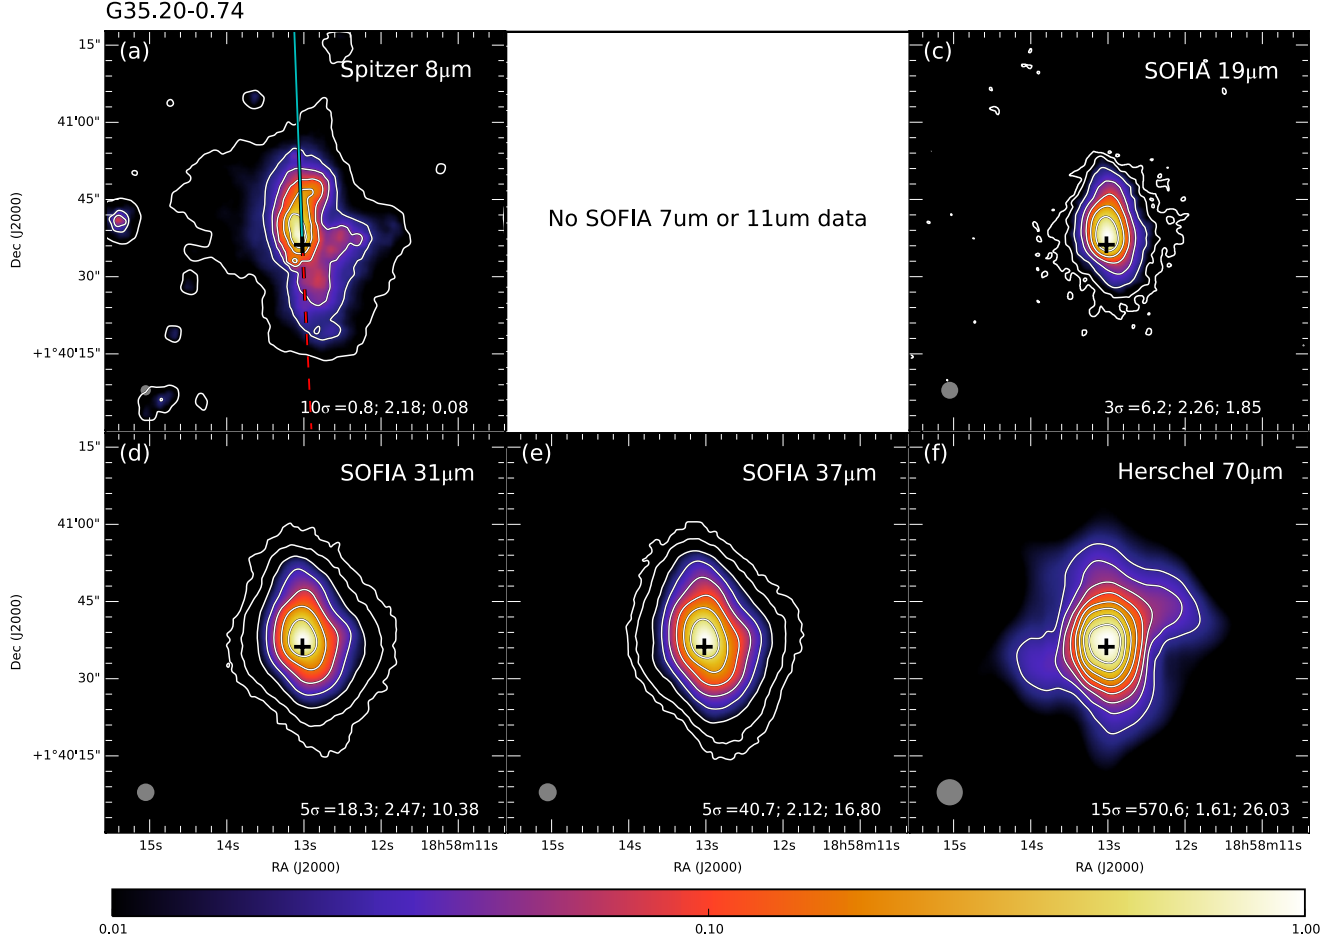 G35.20-0.74
(a)
Spitzer 8μm
10σ=0.8; 2.18; 0.08
No SOFIA 7um or 11um data
(c)
SOFIA 19μm
3σ=6.2; 2.26; 1.85
15"
41'00"
45"
30"
+1°40'15"
Dec (J2000)
(d)
SOFIA 31μm
5σ=18.3; 2.47; 10.38
(e)
SOFIA 37μm
5σ=40.7; 2.12; 16.80
(f)
Herschel 70μm
15σ=570.6; 1.61; 26.03
15"
41'00"
45"
30"
+1°40'15"
Dec (J2000)
15s 14s 13s 12s 18h58m11s
15s 14s 13s 12s 18h58m11s
15s 14s 13s 12s 18h58m11s
RA (J2000)
RA (J2000)
RA (J2000)
0.01 0.10 1.00